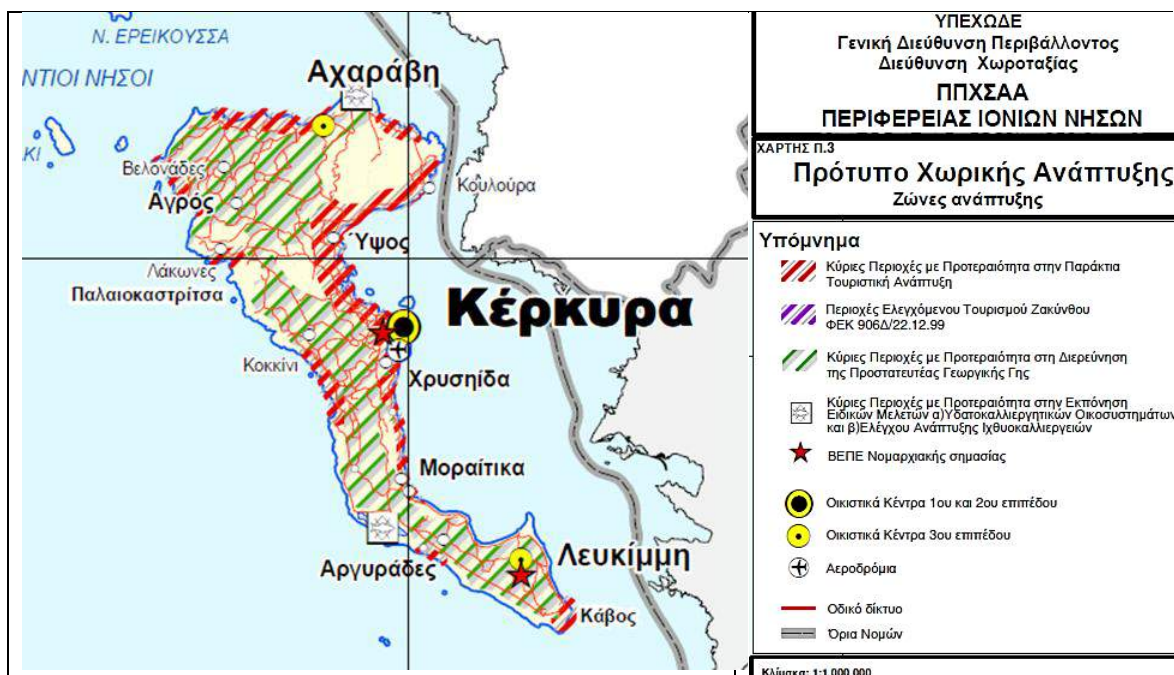 Ν. ΕΡΕΙΚΟΥΣΣΑ
ΝΤΙΟΙ ΝΗΣΟΙ
ΚΙ
Αχαράβη
Βελονάδες
Αγρός
Κουλούρα
Ύψος
Λάκωνες
Παλαιοκαστρίτσα
Κέρκυρα
Κοκκίνι
Χρυσηίδα
Μοραίτικα
Αργυράδες
Λευκίμμη
Κάβος
ΥΠΕΧΩΔΕ
Γενική Διεύθυνση Περιβάλλοντος
Διεύθυνση Χωροταξίας
ΠΠΧΣΑΑ
ΠΕΡΙΦΕΡΕΙΑΣ ΙΟΝΙΩΝ ΝΗΣΩΝ
ΧΑΡΤΗΣ Π.3
Πρότυπο Χωρικής Ανάπτυξης
Ζώνες ανάπτυξης
Υπόμνημα
Κύριες Περιοχές με Προτεραιότητα στην Παράκτια
Τουριστική Ανάπτυξη
Περιοχές Ελεγχόμενου Τουρισμού Ζακύνθου
ΦΕΚ 906Δ/22.12.99
Κύριες Περιοχές με Προτεραιότητα στη Διερεύνηση
της Προστατευτέας Γεωργικής Γης
Κύριες Περιοχές με Προτεραιότητα στην Εκπόνηση
Ειδικών Μελετών α)Υδατοκαλλιεργητικών Οικοσυστημάτων
και β)Ελέγχου Ανάπτυξης Ιχθυοκαλλιεργειών
ΒΕΠΕ Νομαρχιακής σημασίας
Οικιστικά Κέντρα 1ου και 2ου επιπέδου
Οικιστικά Κέντρα 3ου επιπέδου
Αεροδρόμια
Οδικό δίκτυο
Όρια Νομών
Κλίμακα: 1:1 000 000